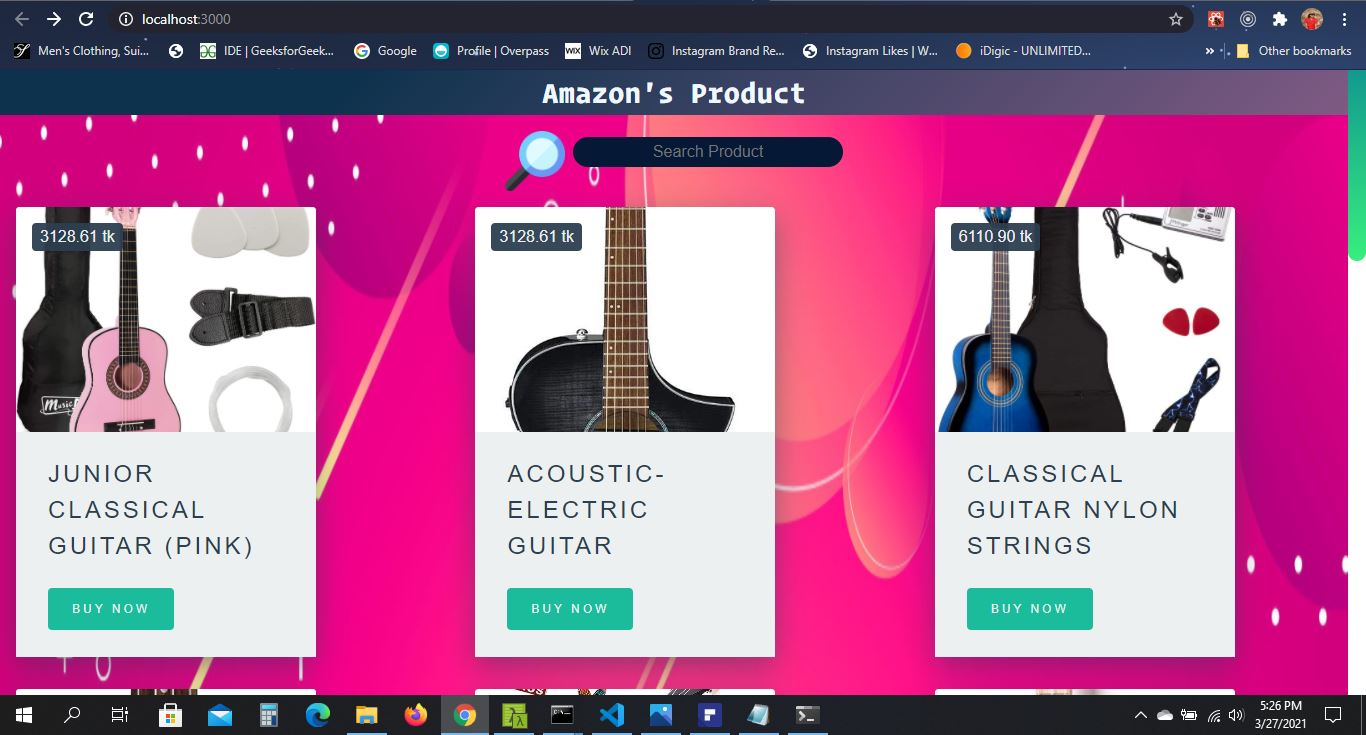 localhost:3000
Men's Clothing, Sui...
IDE | GeeksforGeek...
Google
Profile | Overpass
WIX
Wix ADI
Instagram Brand Re...
Instagram Likes | W...
iDigic - UNLIMITED...
»
Other bookmarks
Amazon's Product
Search Product
3128.61 tk
3128.61 tk
6110.90 tk
Music
JUNIOR
CLASSICAL
GUITAR (PINK)
ACOUSTIC-
ELECTRIC
GUITAR
CLASSICAL
GUITAR NYLON
STRINGS
BUY NOW
BUY NOW
BUY NOW
5:26 PM
3/27/2021